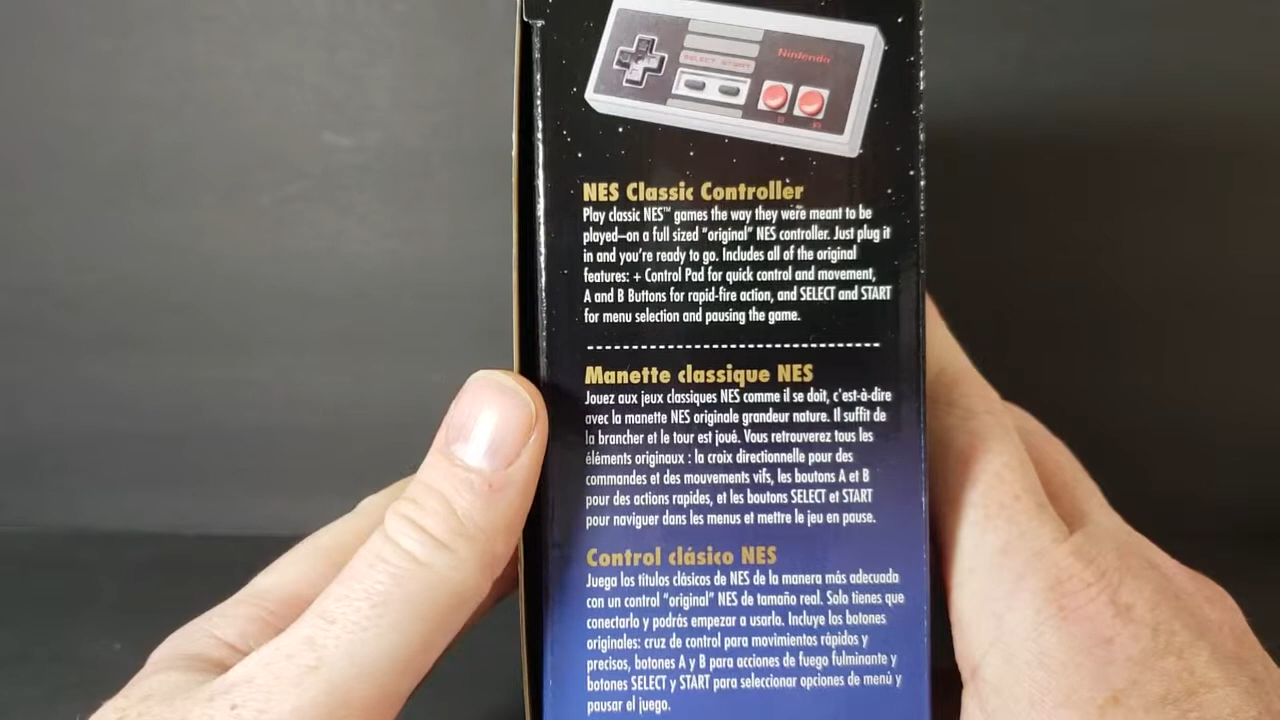 Nintendo
SELECT START
B
A
NES Classic Controller
Play classic NES™ games the way they were meant to be
played—on a full sized “original” NES controller. Just plug it
in and you’re ready to go. Includes all of the original
features: + Control Pad for quick control and movement,
A and B Buttons for rapid-fire action, and SELECT and START
for menu selection and pausing the game.
Manette classique NES
Jouez aux jeux classiques NES comme il se doit, c'est-à-dire
avec la manette NES originale grandeur nature. Il suffit de
la brancher et le tour est joué. Vous retrouverez tous les
éléments originaux : la croix directionnelle pour des
commandes et des mouvements vifs, les boutons A et B
pour des actions rapides, et les boutons SELECT et START
pour naviguer dans les menus et mettre le jeu en pause.
Control clásico NES
Juega los títulos clásicos de NES de la manera más adecuada
con un control “original” NES de tamaño real. Solo tienes que
conectarlo y podrás empezar a usarlo. Incluye los botones
originales: cruz de control para movimientos rápidos y
precisos, botones A y B para acciones de fuego fulminante y
botones SELECT y START para seleccionar opciones de menú y
pausar el juego.